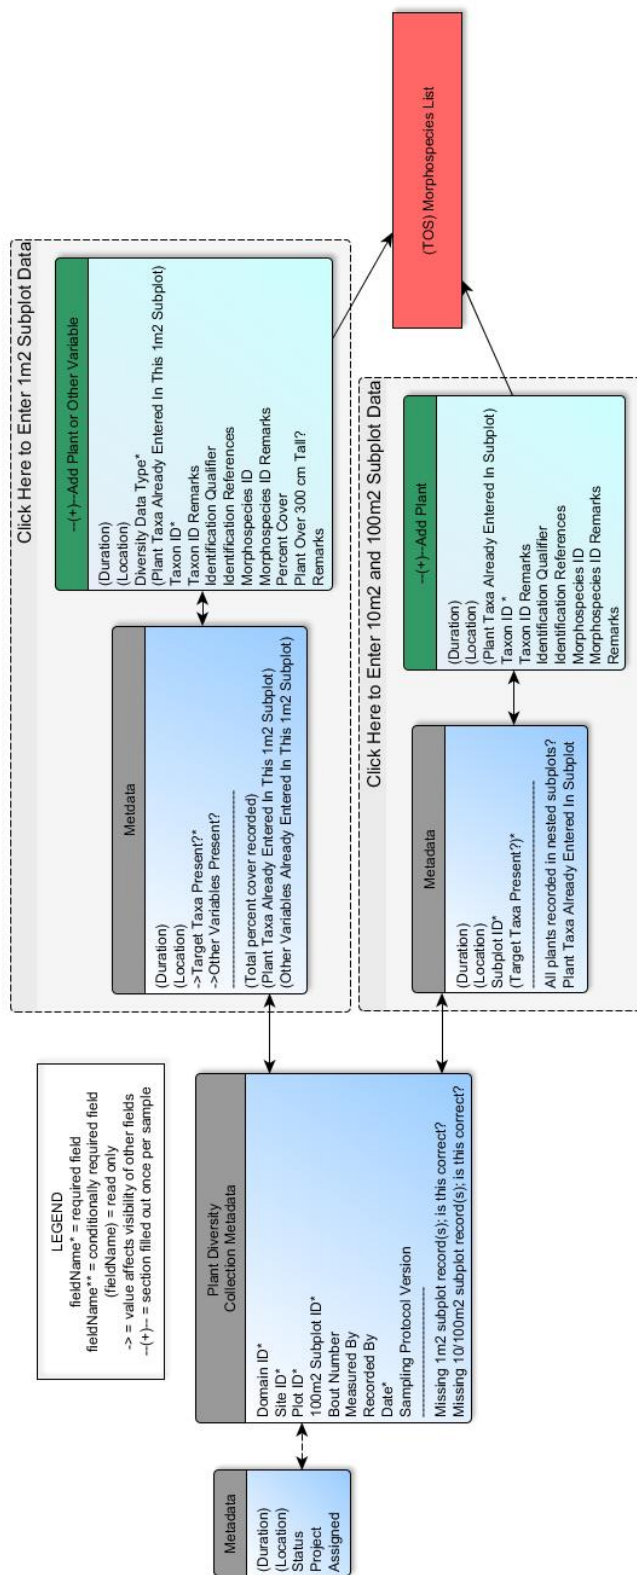 Metadata
(Duration)
(Location)
Status
Project
Assigned
LEGEND
fieldName* = required field
fieldName** = conditionally required field
(fieldName) = read only
-> = value affects visibility of other fields
--(+)-- = section filled out once per sample
Plant Diversity
Collection Metadata
Domain ID*
Site ID*
Plot ID*
100m2 Subplot ID*
Bout Number
Measured By
Recorded By
Date*
Sampling Protocol Version
Missing 1m2 subplot record(s); is this correct?
Missing 10/100m2 subplot record(s); is this correct?
Click Here to Enter 1m2 Subplot Data
Metdata
(Duration)
(Location)
->Target Taxa Present?*
->Other Variables Present?
(Total percent cover recorded)
(Plant Taxa Already Entered In This 1m2 Subplot)
(Other Variables Already Entered In This 1m2 Subplot)
--(+)--Add Plant or Other Variable
(Duration)
(Location)
Diversity Data Type*
(Plant Taxa Already Entered In This 1m2 Subplot)
Taxon ID*
Taxon ID Remarks
Identification Qualifier
Identification References
Morphospecies ID
Morphospecies ID Remarks
Percent Cover
Plant Over 300 cm Tall?
Remarks
Click Here to Enter 10m2 and 100m2 Subplot Data
Metadata
(Duration)
(Location)
Subplot ID*
(Target Taxa Present?)*
All plants recorded in nested subplots?
Plant Taxa Already Entered In Subplot
--(+)--Add Plant
(Duration)
(Location)
(Plant Taxa Already Entered In Subplot)
Taxon ID *
Taxon ID Remarks
Identification Qualifier
Identification References
Morphospecies ID
Morphospecies ID Remarks
Remarks
(TOS) Morphospecies List